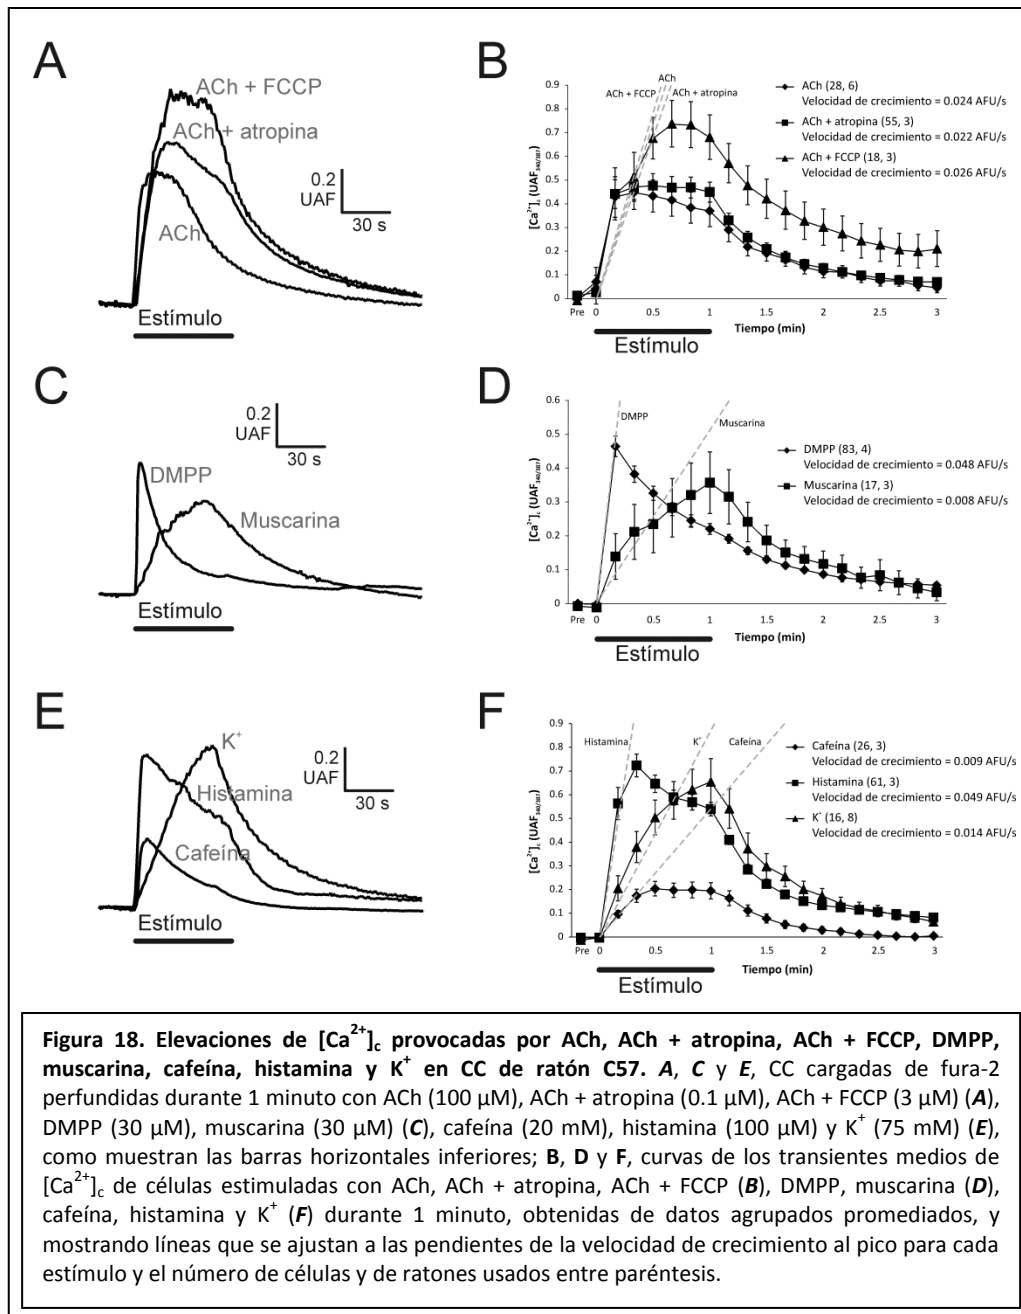 A
ACh + FCCP
ACh + atropina
ACh
0.2
UAF
30 s
Estímulo
B
ACh
ACh + FCCP
ACh + atropina
ACh (28, 6)
Velocidad de crecimiento = 0.024 AFU/s
ACh + atropina (55, 3)
Velocidad de crecimiento = 0.022 AFU/s
ACh + FCCP (18, 3)
Velocidad de crecimiento = 0.026 AFU/s
[Ca²⁺]c (UAF340/387)
0.9
0.8
0.7
0.6
0.5
0.4
0.3
0.2
0.1
0
Pre 0 0.5 1 1.5 2 2.5 3
Tiempo (min)
Estímulo
C
0.2
UAF
30 s
DMPP
Muscarina
Estímulo
D
DMPP
Muscarina
DMPP (83, 4)
Velocidad de crecimiento = 0.048 AFU/s
Muscarina (17, 3)
Velocidad de crecimiento = 0.008 AFU/s
[Ca²⁺]c (UAF340/387)
0.6
0.5
0.4
0.3
0.2
0.1
0
Pre 0 0.5 1 1.5 2 2.5 3
Tiempo (min)
Estímulo
E
K⁺
Histamina
Cafeína
0.2
UAF
30 s
Estímulo
F
Histamina
K⁺
Cafeína
Cafeína (26, 3)
Velocidad de crecimiento = 0.009 AFU/s
Histamina (61, 3)
Velocidad de crecimiento = 0.049 AFU/s
K⁺ (16, 8)
Velocidad de crecimiento = 0.014 AFU/s
[Ca²⁺]c (UAF340/387)
0.9
0.8
0.7
0.6
0.5
0.4
0.3
0.2
0.1
0
Pre 0 0.5 1 1.5 2 2.5 3
Tiempo (min)
Estímulo
Figura 18. Elevaciones de [Ca²⁺]c provocadas por ACh, ACh + atropina, ACh + FCCP, DMPP,
muscarina, cafeína, histamina y K⁺ en CC de ratón C57. A, C y E, CC cargadas de fura-2
perfundidas durante 1 minuto con ACh (100 µM), ACh + atropina (0.1 µM), ACh + FCCP (3 µM) (A),
DMPP (30 µM), muscarina (30 µM) (C), cafeína (20 mM), histamina (100 µM) y K⁺ (75 mM) (E),
como muestran las barras horizontales inferiores; B, D y F, curvas de los transientes medios de
[Ca²⁺]c de células estimuladas con ACh, ACh + atropina, ACh + FCCP (B), DMPP, muscarina (D),
cafeína, histamina y K⁺ (F) durante 1 minuto, obtenidas de datos agrupados promediados, y
mostrando líneas que se ajustan a las pendientes de la velocidad de crecimiento al pico para cada
estímulo y el número de células y de ratones usados entre paréntesis.